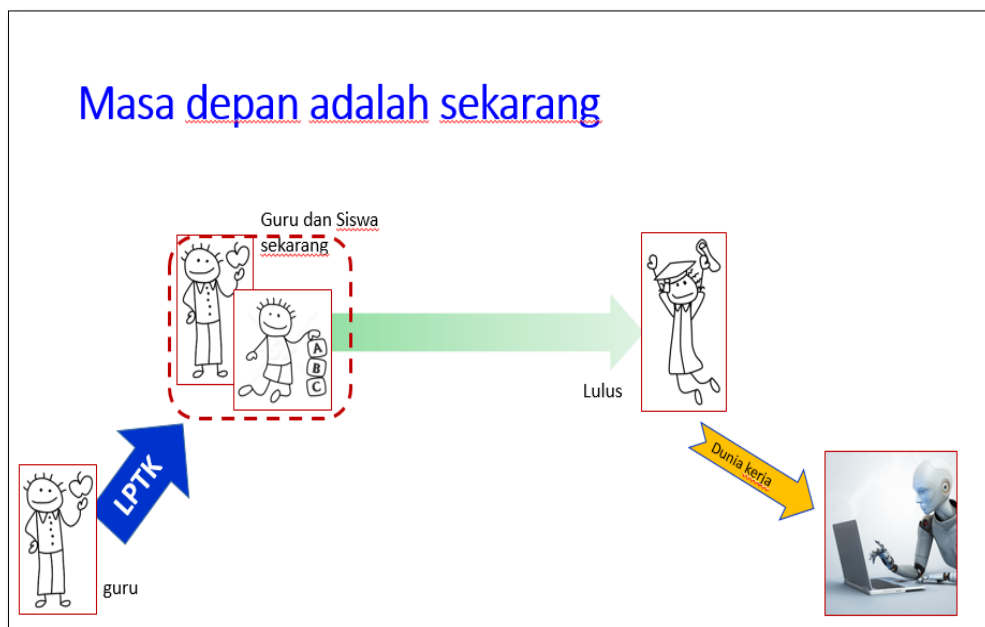 Masa depan adalah sekarang
Guru dan Siswa
sekarang
A
B
C
Lulus
LPTK
Dunia kerja
guru